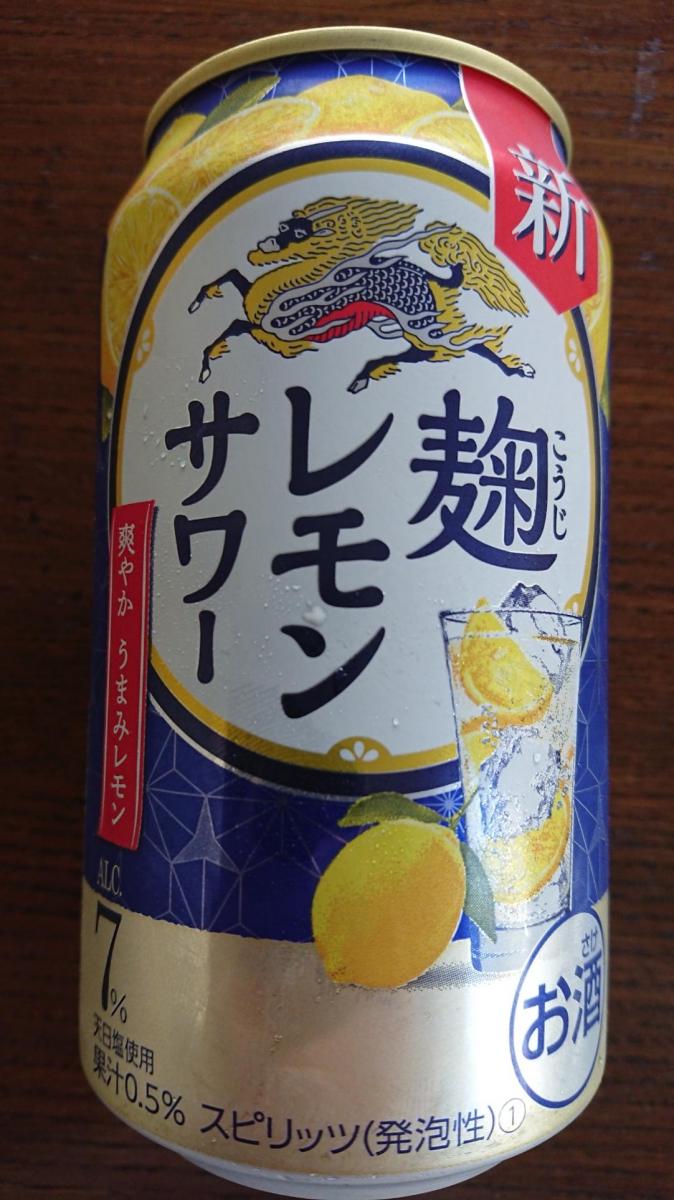 新
麹
こうじ
レモン
サワー
爽やか うまみレモン
ALC.
7%
天日塩使用
果汁0.5%
さけ
お酒
スピリッツ(発泡性)①